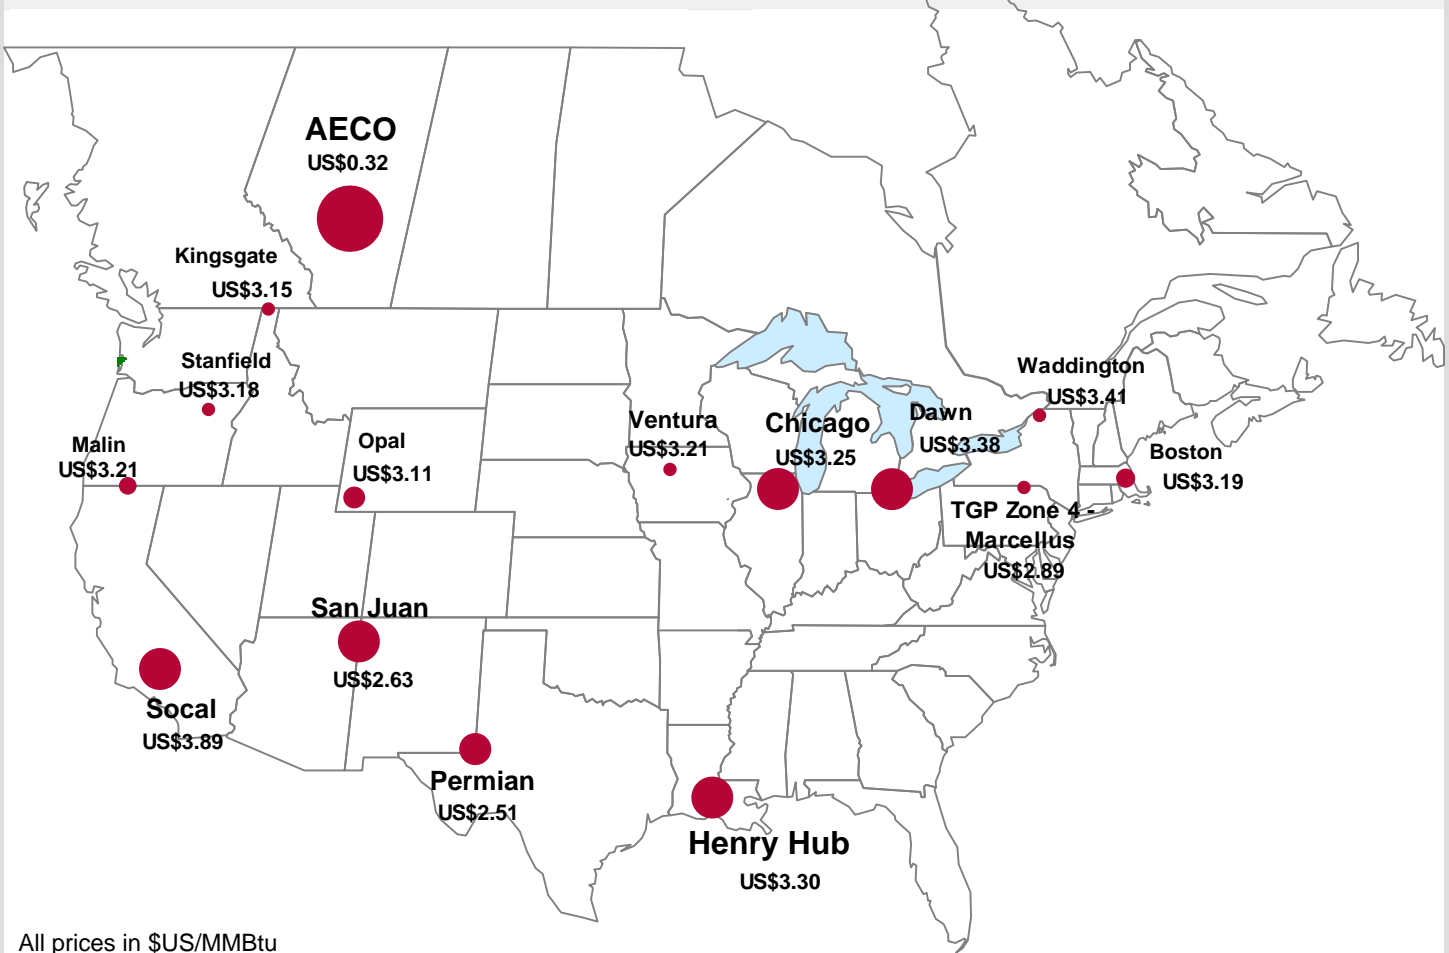 AECO
US$0.32
Kingsgate
US$3.15
Stanfield
US$3.18
Malin
US$3.21
Opal
US$3.11
Ventura
US$3.21
Chicago
US$3.25
Dawn
US$3.38
Waddington
US$3.41
Boston
US$3.19
TGP Zone 4 -
Marcellus
US$2.89
San Juan
US$2.63
Socal
US$3.89
Permian
US$2.51
Henry Hub
US$3.30
All prices in $US/MMBtu